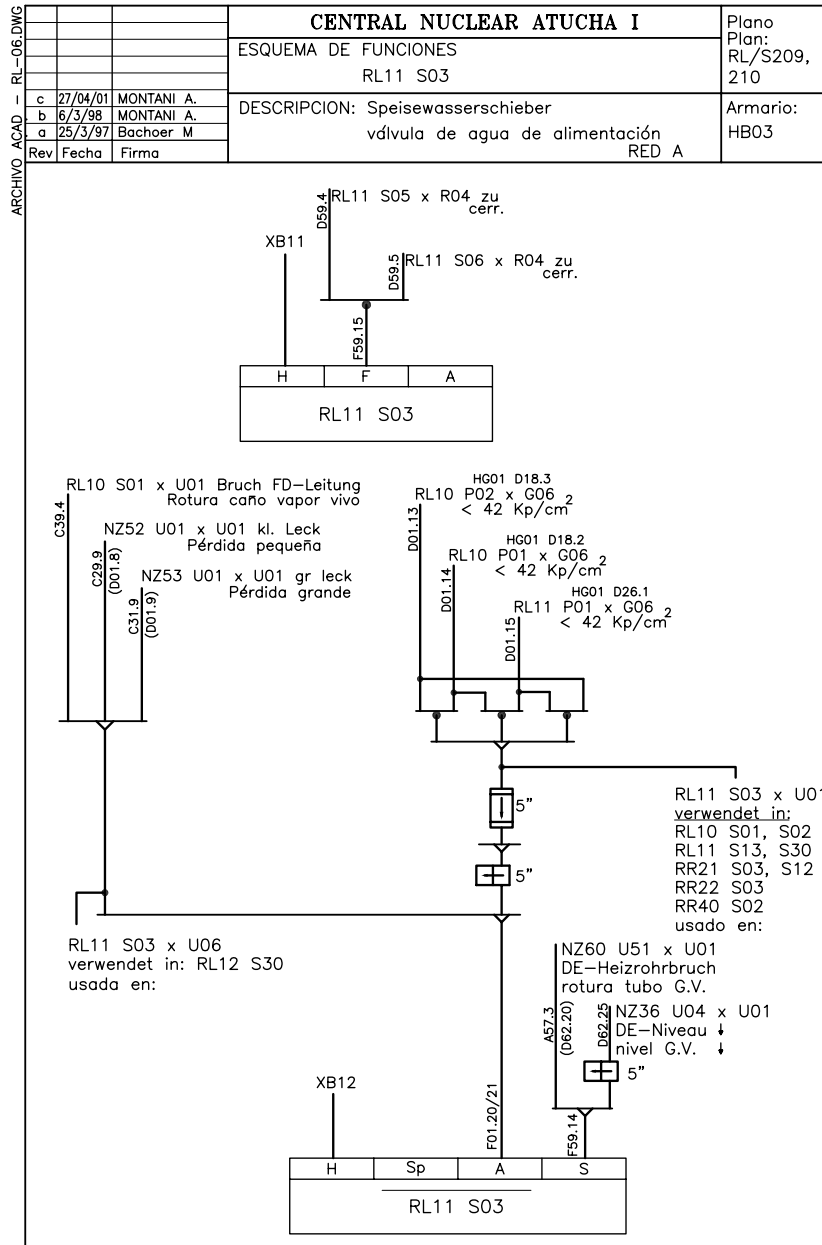 ARCHIVO ACAD - RL-06.DWG
CENTRAL NUCLEAR ATUCHA I
ESQUEMA DE FUNCIONES
RL11 S03
Plano
Plan:
RL/S209,
210
c 27/04/01 MONTANI A.
b 6/3/98 MONTANI A.
a 25/3/97 Bachoer M
Rev Fecha Firma
DESCRIPCION: Speisewasserschieber
válvula de agua de alimentación
RED A
Armario:
HB03
RL11 S05 x R04 zu
cerr.
D59.4
XB11
RL11 S06 x R04 zu
cerr.
D59.5
F59.15
H F A
RL11 S03
RL10 S01 x U01 Bruch FD-Leitung
Rotura caño vapor vivo
C39.4
NZ52 U01 x U01 kl. Leck
Pérdida pequeña
C29.9
(D01.8)
NZ53 U01 x U01 gr leck
Pérdida grande
C31.9
(D01.9)
HG01 D18.3
RL10 P02 x G06
< 42 Kp/cm2
D01.13
HG01 D18.2
RL10 P01 x G06
< 42 Kp/cm2
D01.14
HG01 D26.1
RL11 P01 x G06
< 42 Kp/cm2
D01.15
5"
5"
RL11 S03 x U01
verwendet in:
RL10 S01, S02
RL11 S13, S30
RR21 S03, S12
RR22 S03
RR40 S02
usado en:
RL11 S03 x U06
verwendet in: RL12 S30
usada en:
NZ60 U51 x U01
DE-Heizrohrbruch
rotura tubo G.V.
A57.3
(D62.20)
NZ36 U04 x U01
DE-Niveau ↓
nivel G.V. ↓
D62.25
5"
XB12
F01.20/21
F59.14
H Sp A S
RL11 S03